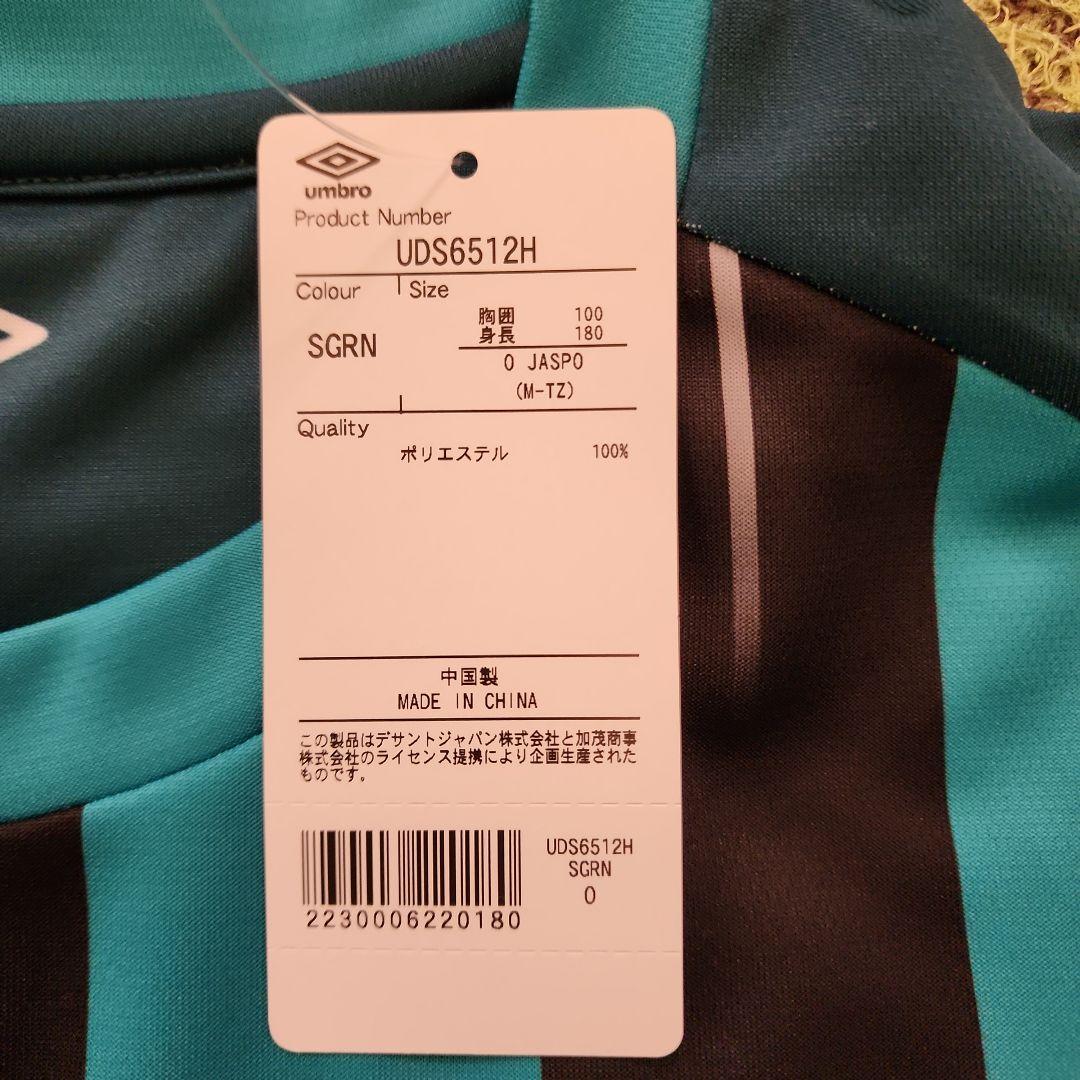 umbro
Product Number
UDS6512H
Colour
Size
SGRN
胸囲 100
身長 180
O JASPO
(M-TZ)
Quality
ポリエステル 100%
中国製
MADE IN CHINA
この製品はデサントジャパン株式会社と加茂商事
株式会社のライセンス提携により企画生産された
ものです。
2230006220180
UDS6512H
SGRN
O